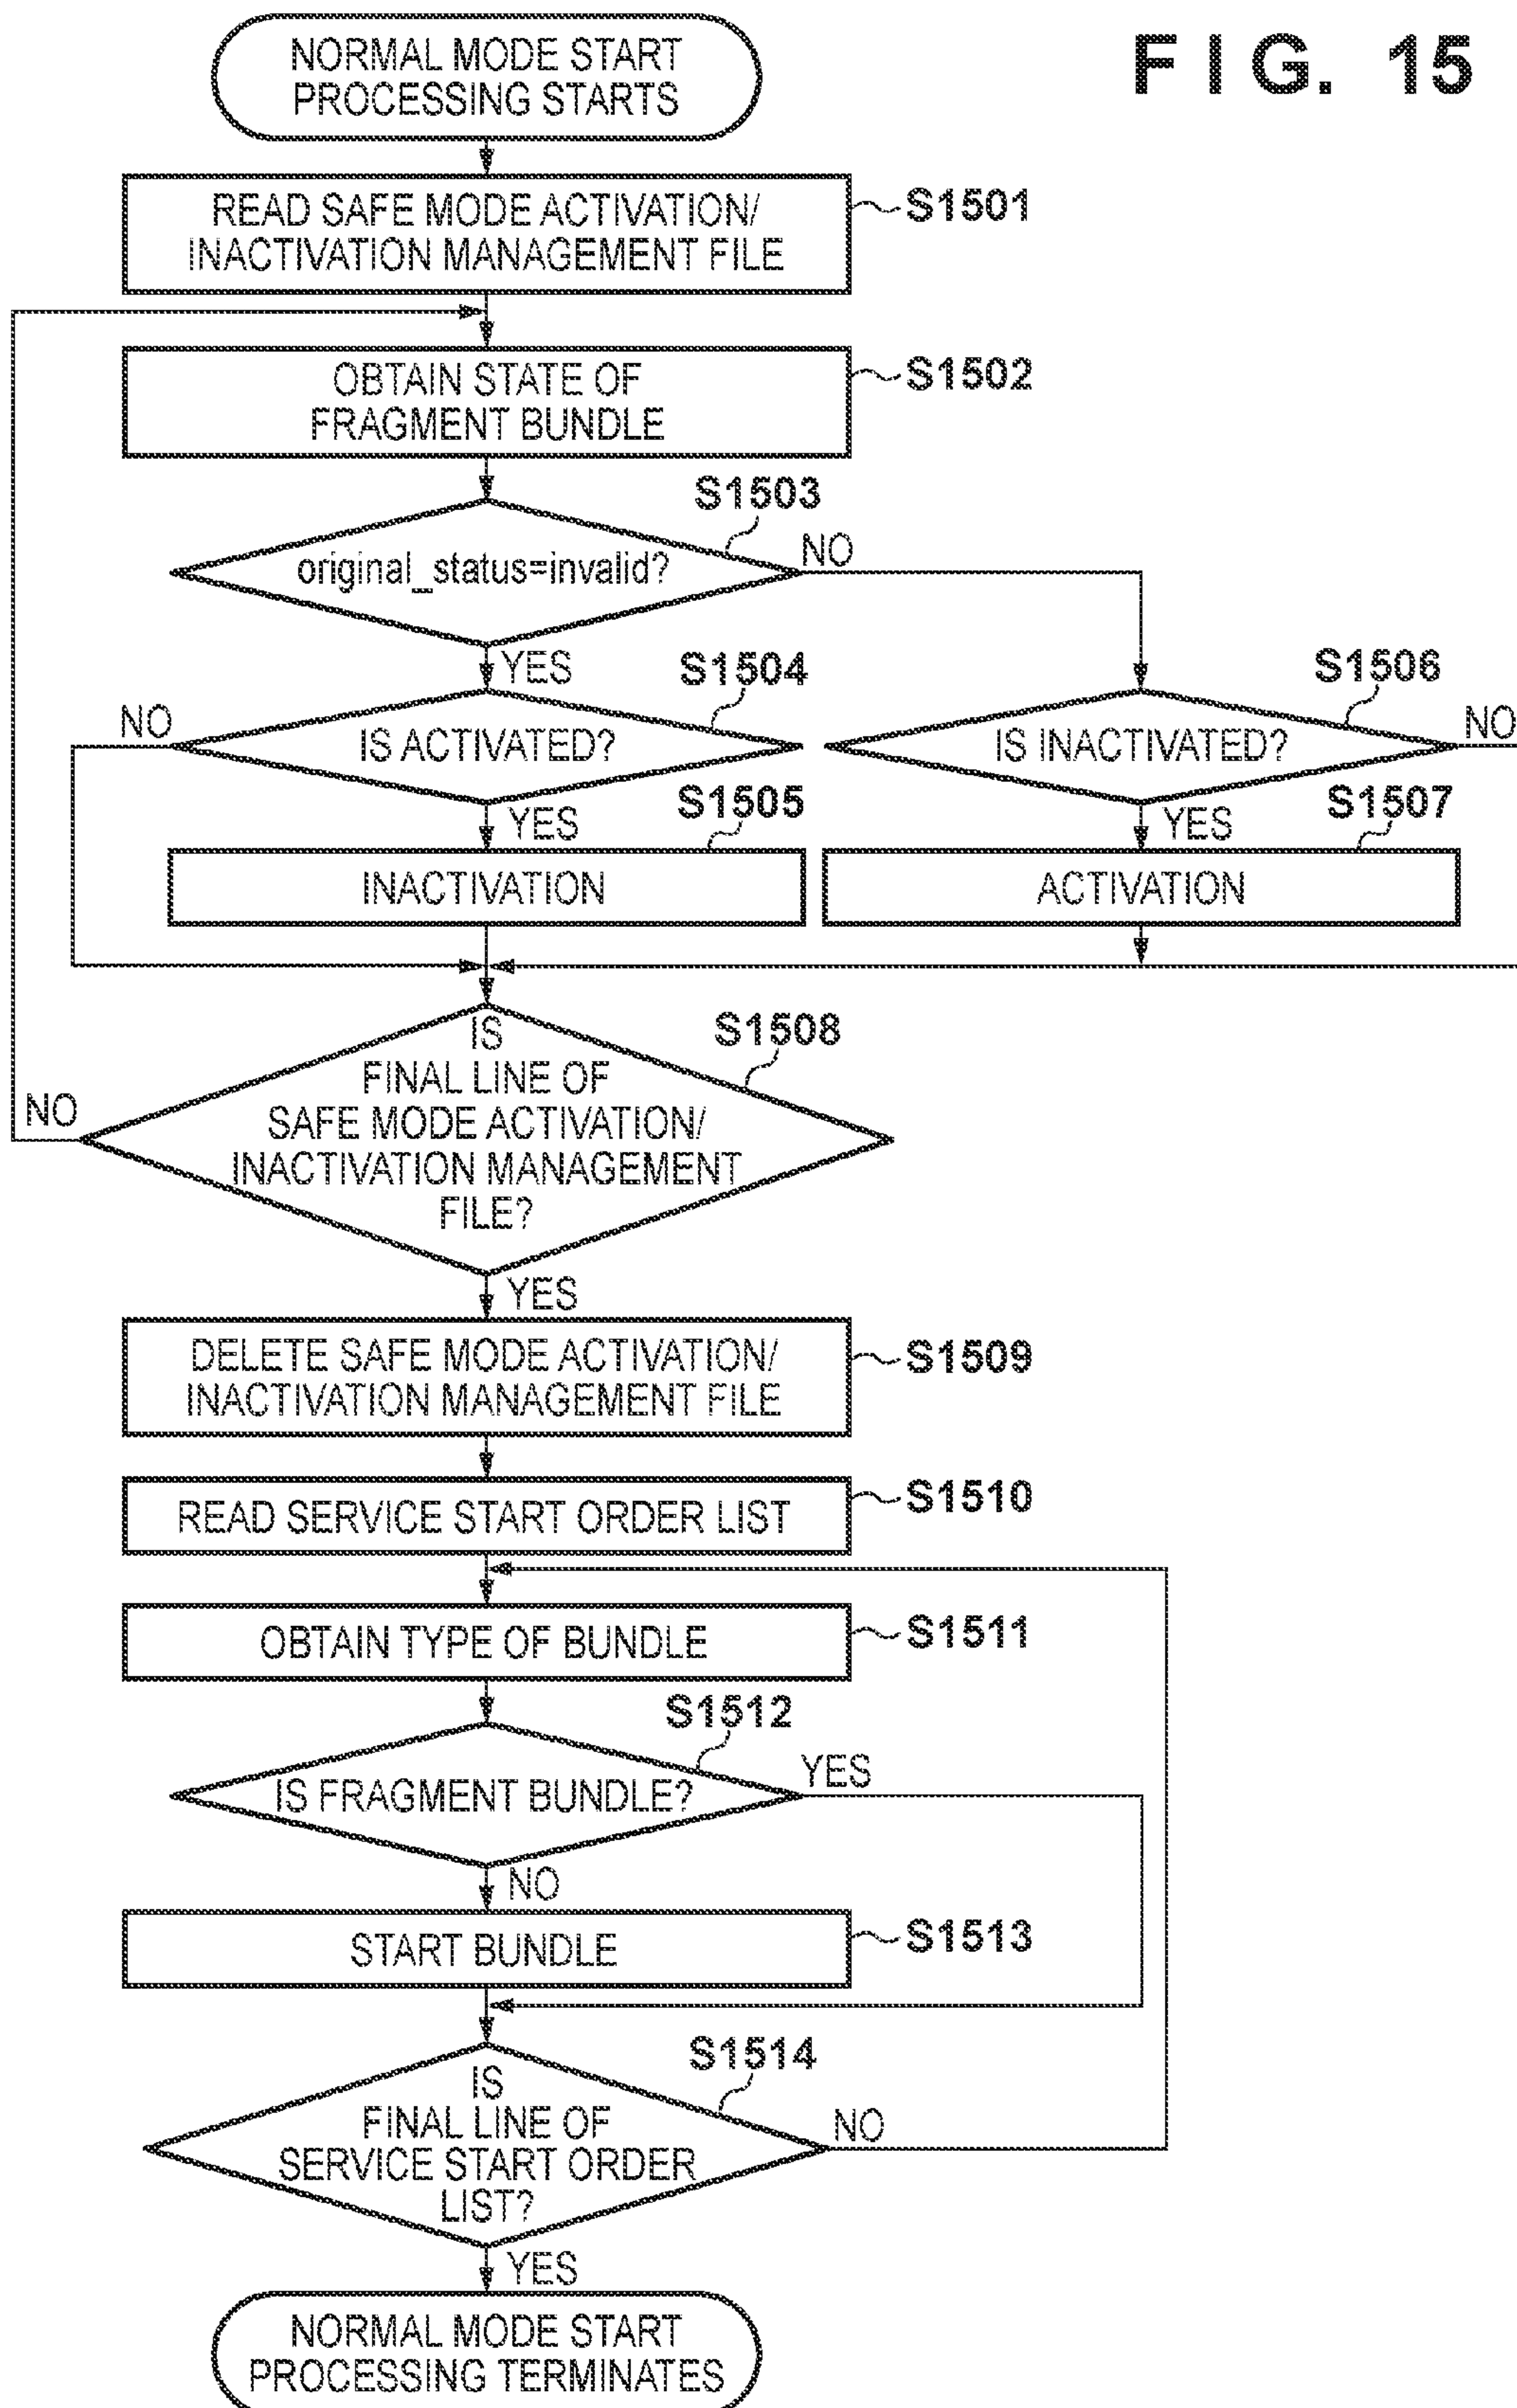 FIG. 15
NORMAL MODE START
PROCESSING STARTS
READ SAFE MODE ACTIVATION/
INACTIVATION MANAGEMENT FILE
S1501
OBTAIN STATE OF
FRAGMENT BUNDLE
S1502
S1503
original_status=invalid?
NO
YES
S1504
NO
IS ACTIVATED?
S1506
IS INACTIVATED?
NO
YES
S1505
INACTIVATION
YES
S1507
ACTIVATION
S1508
IS
FINAL LINE OF
SAFE MODE ACTIVATION/
INACTIVATION MANAGEMENT
FILE?
NO
YES
DELETE SAFE MODE ACTIVATION/
INACTIVATION MANAGEMENT FILE
S1509
READ SERVICE START ORDER LIST
S1510
OBTAIN TYPE OF BUNDLE
S1511
S1512
IS FRAGMENT BUNDLE?
YES
NO
START BUNDLE
S1513
S1514
IS
FINAL LINE OF
SERVICE START ORDER
LIST?
NO
YES
NORMAL MODE START
PROCESSING TERMINATES